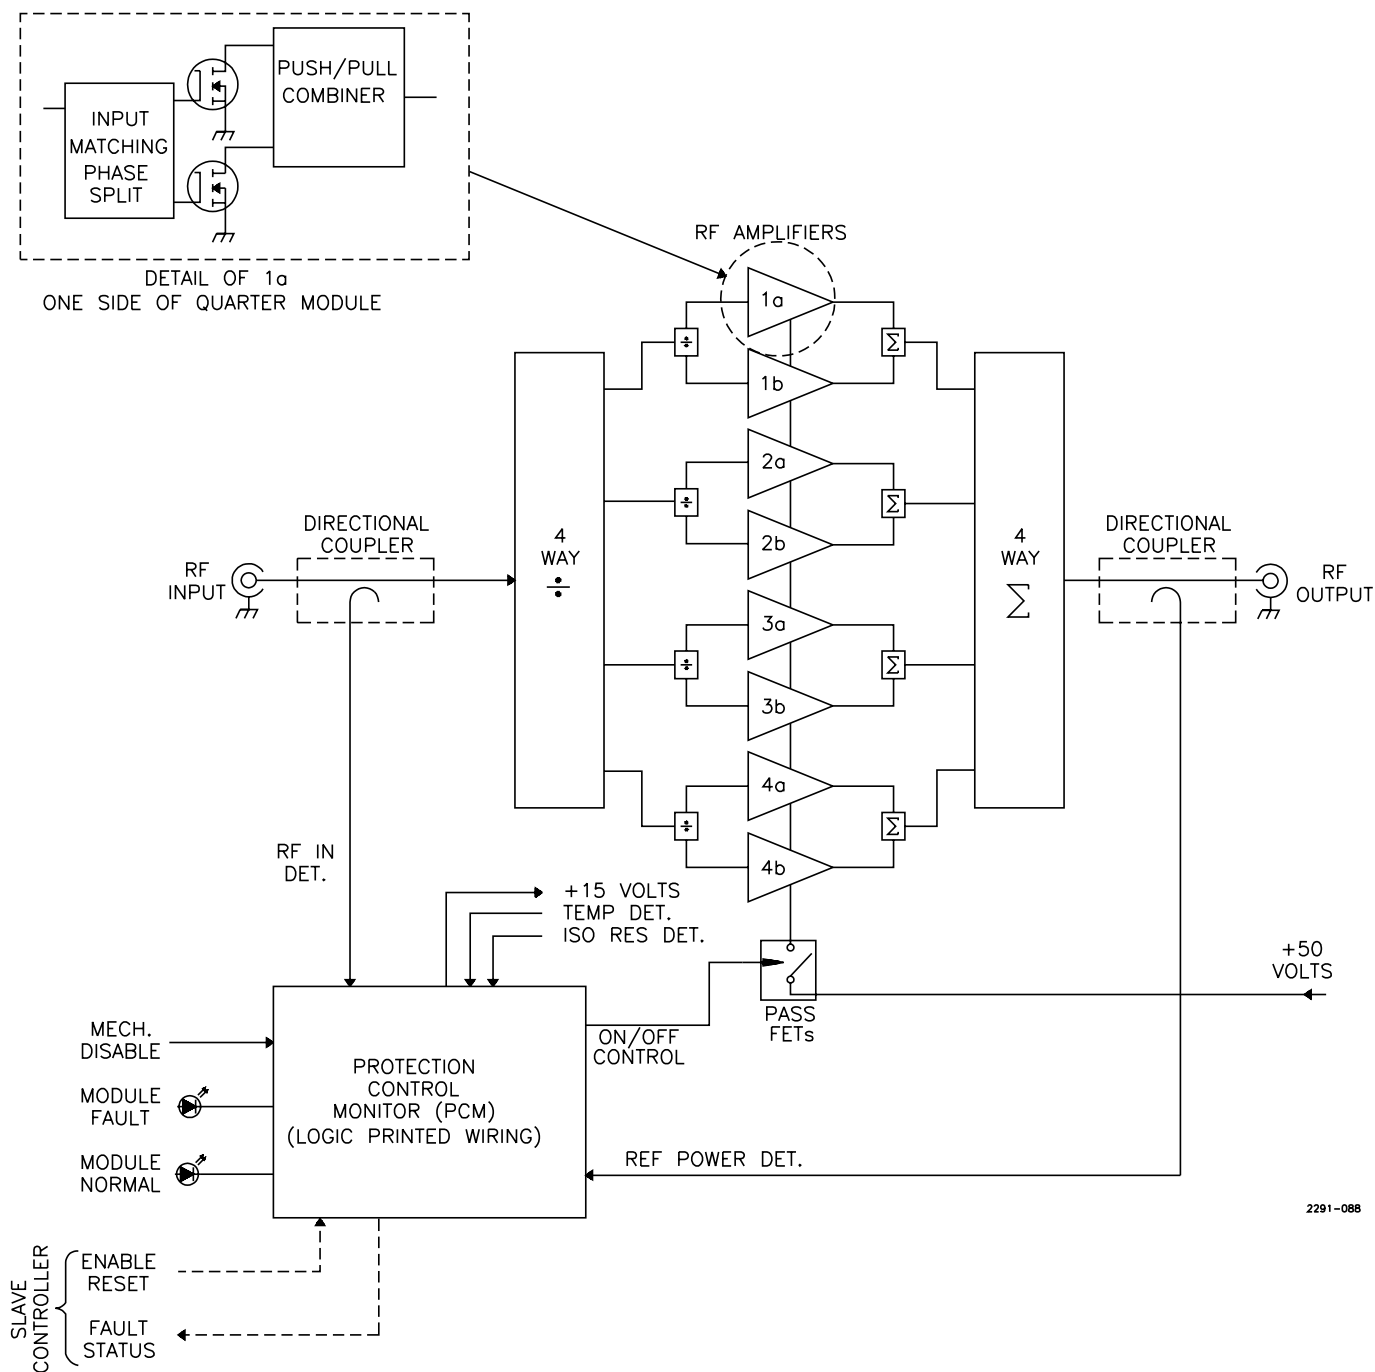 PUSH/PULL
COMBINER
INPUT
MATCHING
PHASE
SPLIT
DETAIL OF 1a
ONE SIDE OF QUARTER MODULE
RF AMPLIFIERS
1a
÷
Σ
1b
2a
÷
Σ
2b
DIRECTIONAL
COUPLER
4
WAY
÷
4
WAY
Σ
DIRECTIONAL
COUPLER
RF
INPUT
RF
OUTPUT
3a
÷
Σ
3b
4a
÷
Σ
4b
RF IN
DET.
+15 VOLTS
TEMP DET.
ISO RES DET.
+50
VOLTS
PASS
FETs
ON/OFF
CONTROL
MECH.
DISABLE
MODULE
FAULT
MODULE
NORMAL
PROTECTION
CONTROL
MONITOR (PCM)
(LOGIC PRINTED WIRING)
REF POWER DET.
2291-088
SLAVE
CONTROLLER
ENABLE
RESET
FAULT
STATUS